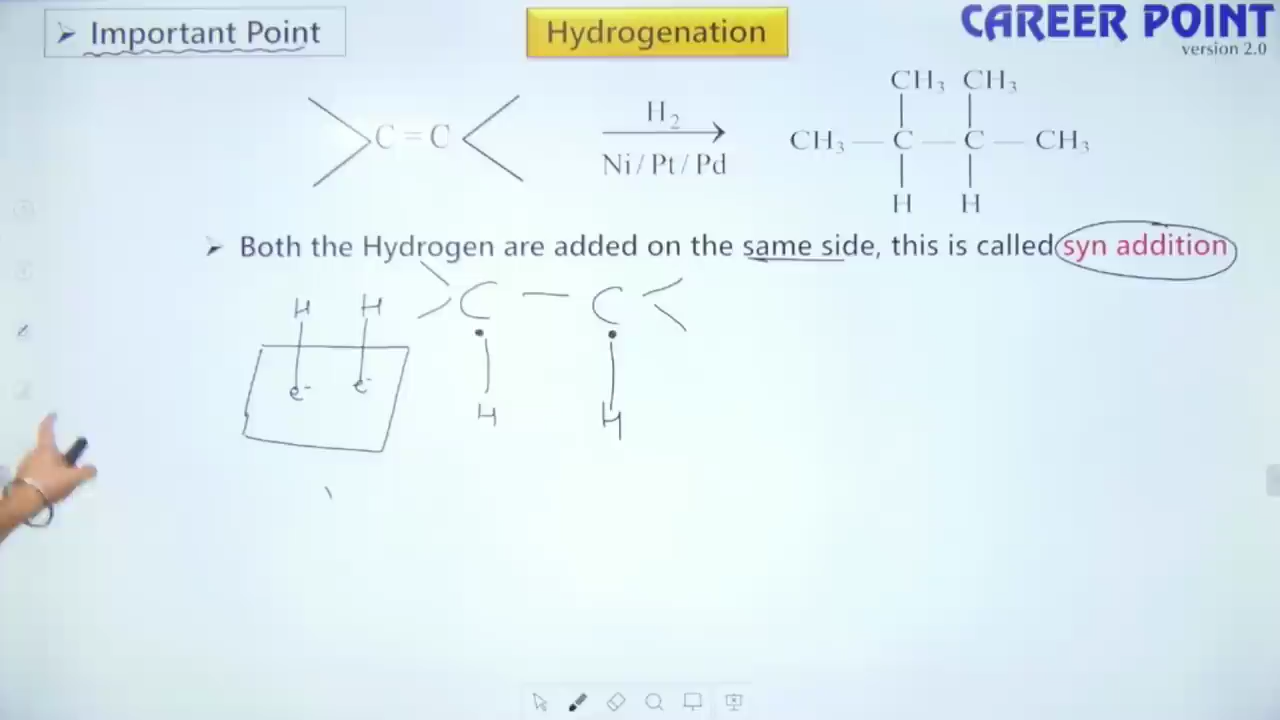 ➢ Important Point
Hydrogenation
CAREER POINT
version 2.0
CH₃ CH₃
C = C
H₂
Ni / Pt / Pd
CH₃ — C — C — CH₃
H H
➢ Both the Hydrogen are added on the same side, this is called syn addition
H H
C — C
e⁻ e⁻
H H